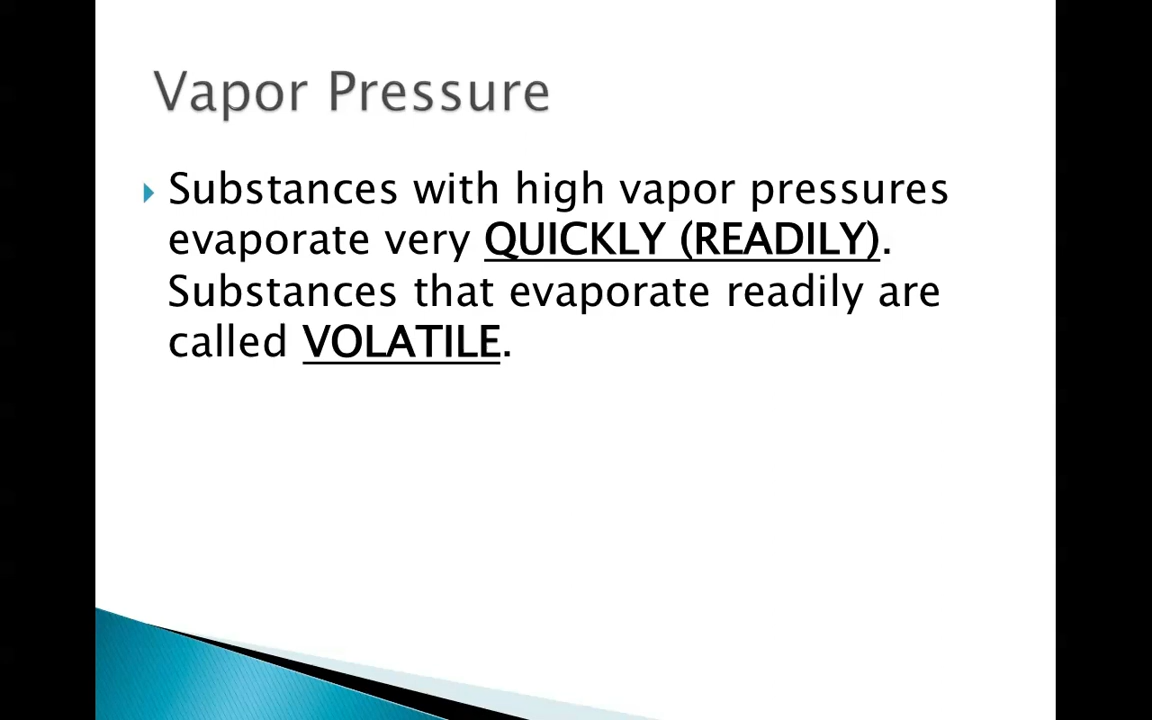 Vapor Pressure
Substances with high vapor pressures
evaporate very QUICKLY (READILY).
Substances that evaporate readily are
called VOLATILE.